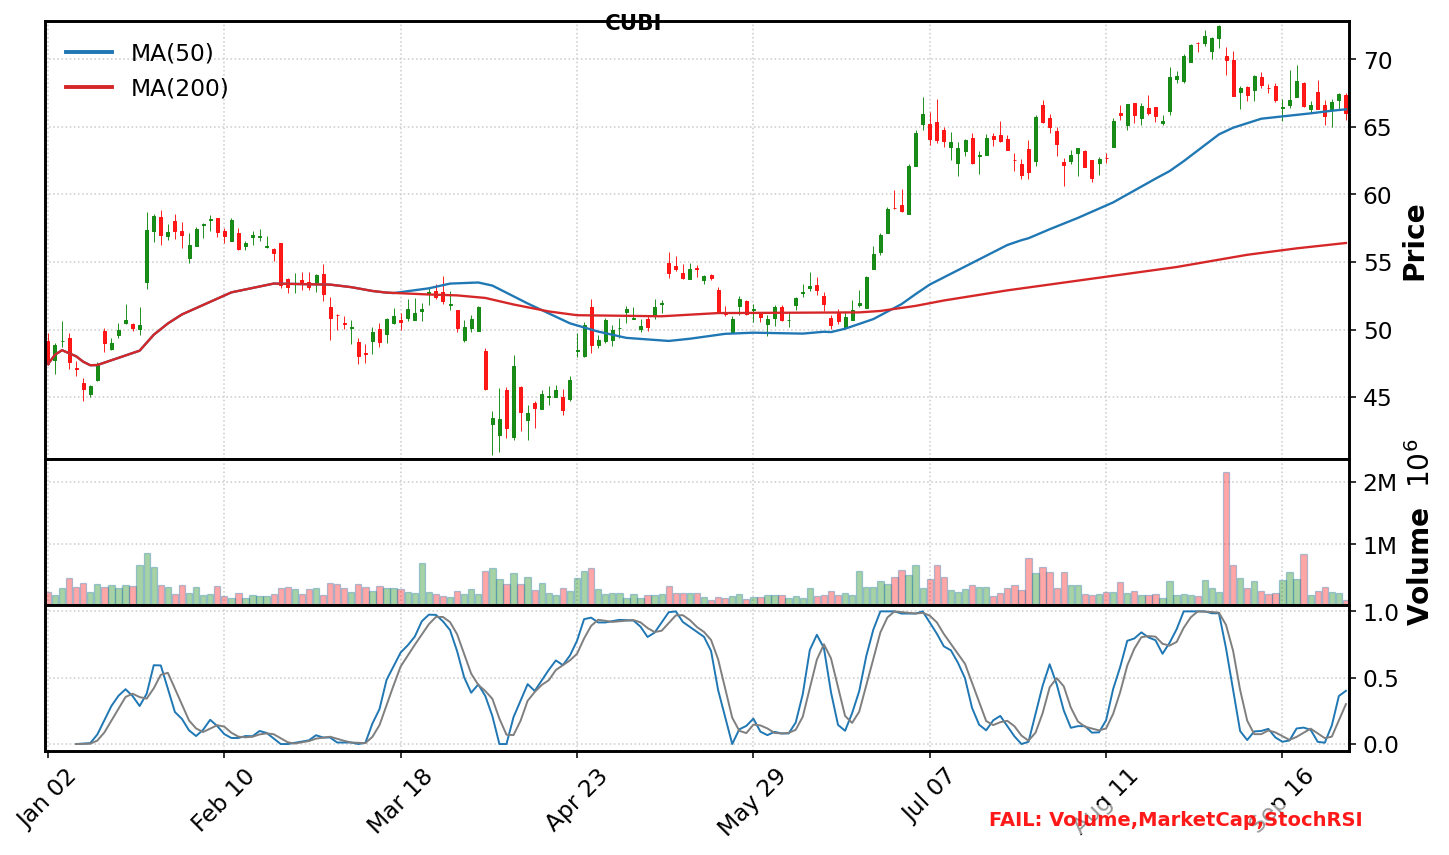 CUBI
MA(50)
MA(200)
70
65
60
55
50
45
Price
2M
1M
Volume 10⁶
1.0
0.5
0.0
Jan 02
Feb 10
Mar 18
Apr 23
May 29
Jul 07
Aug 11
Sep 16
FAIL: Volume,MarketCap,StochRSI